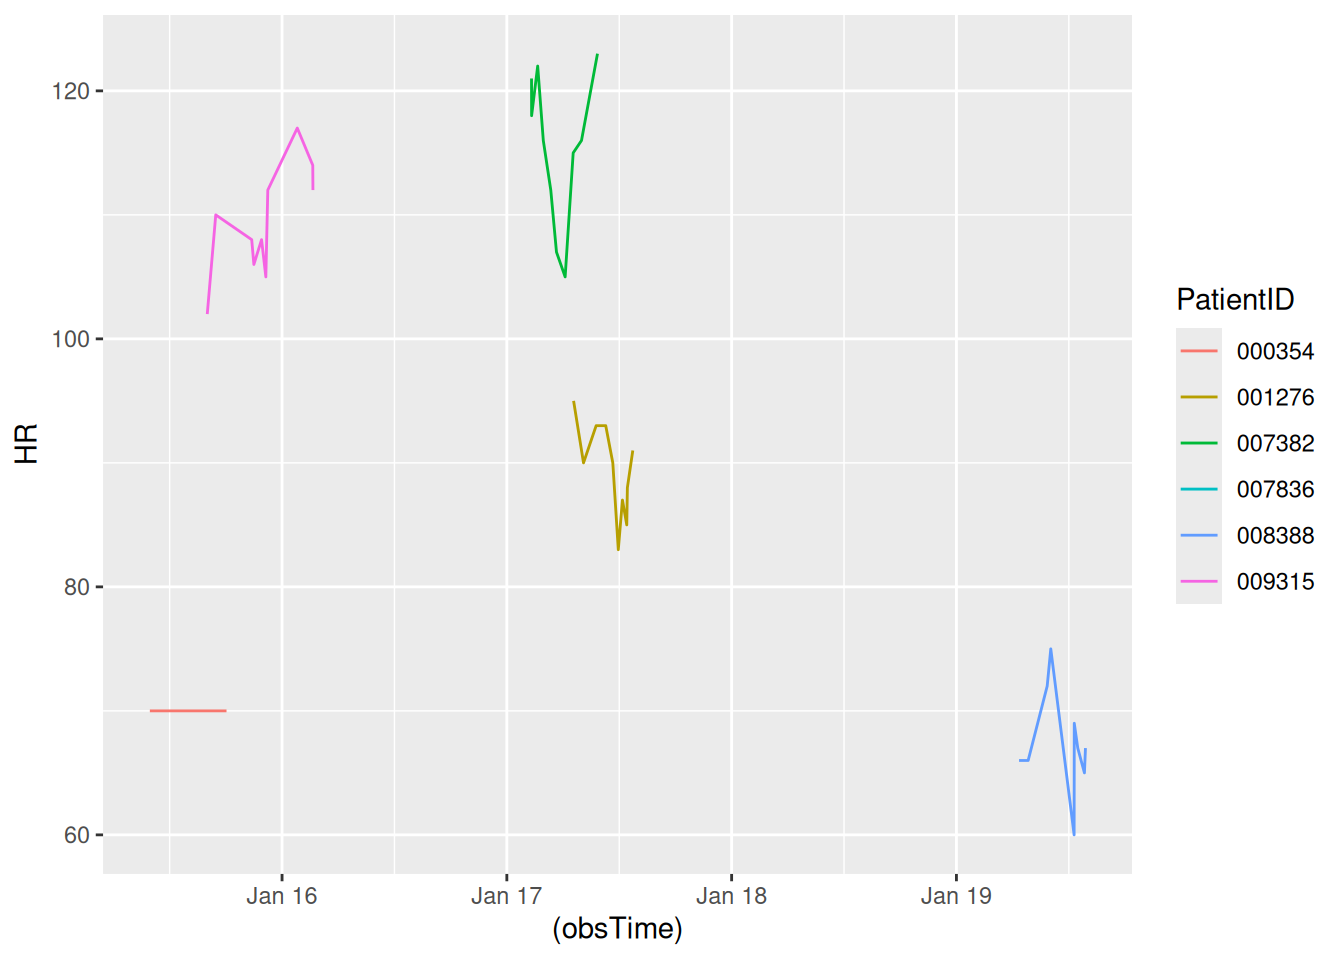 120
100
80
60
HR
Jan 16
Jan 17
Jan 18
Jan 19
(obsTime)
PatientID
000354
001276
007382
007836
008388
009315